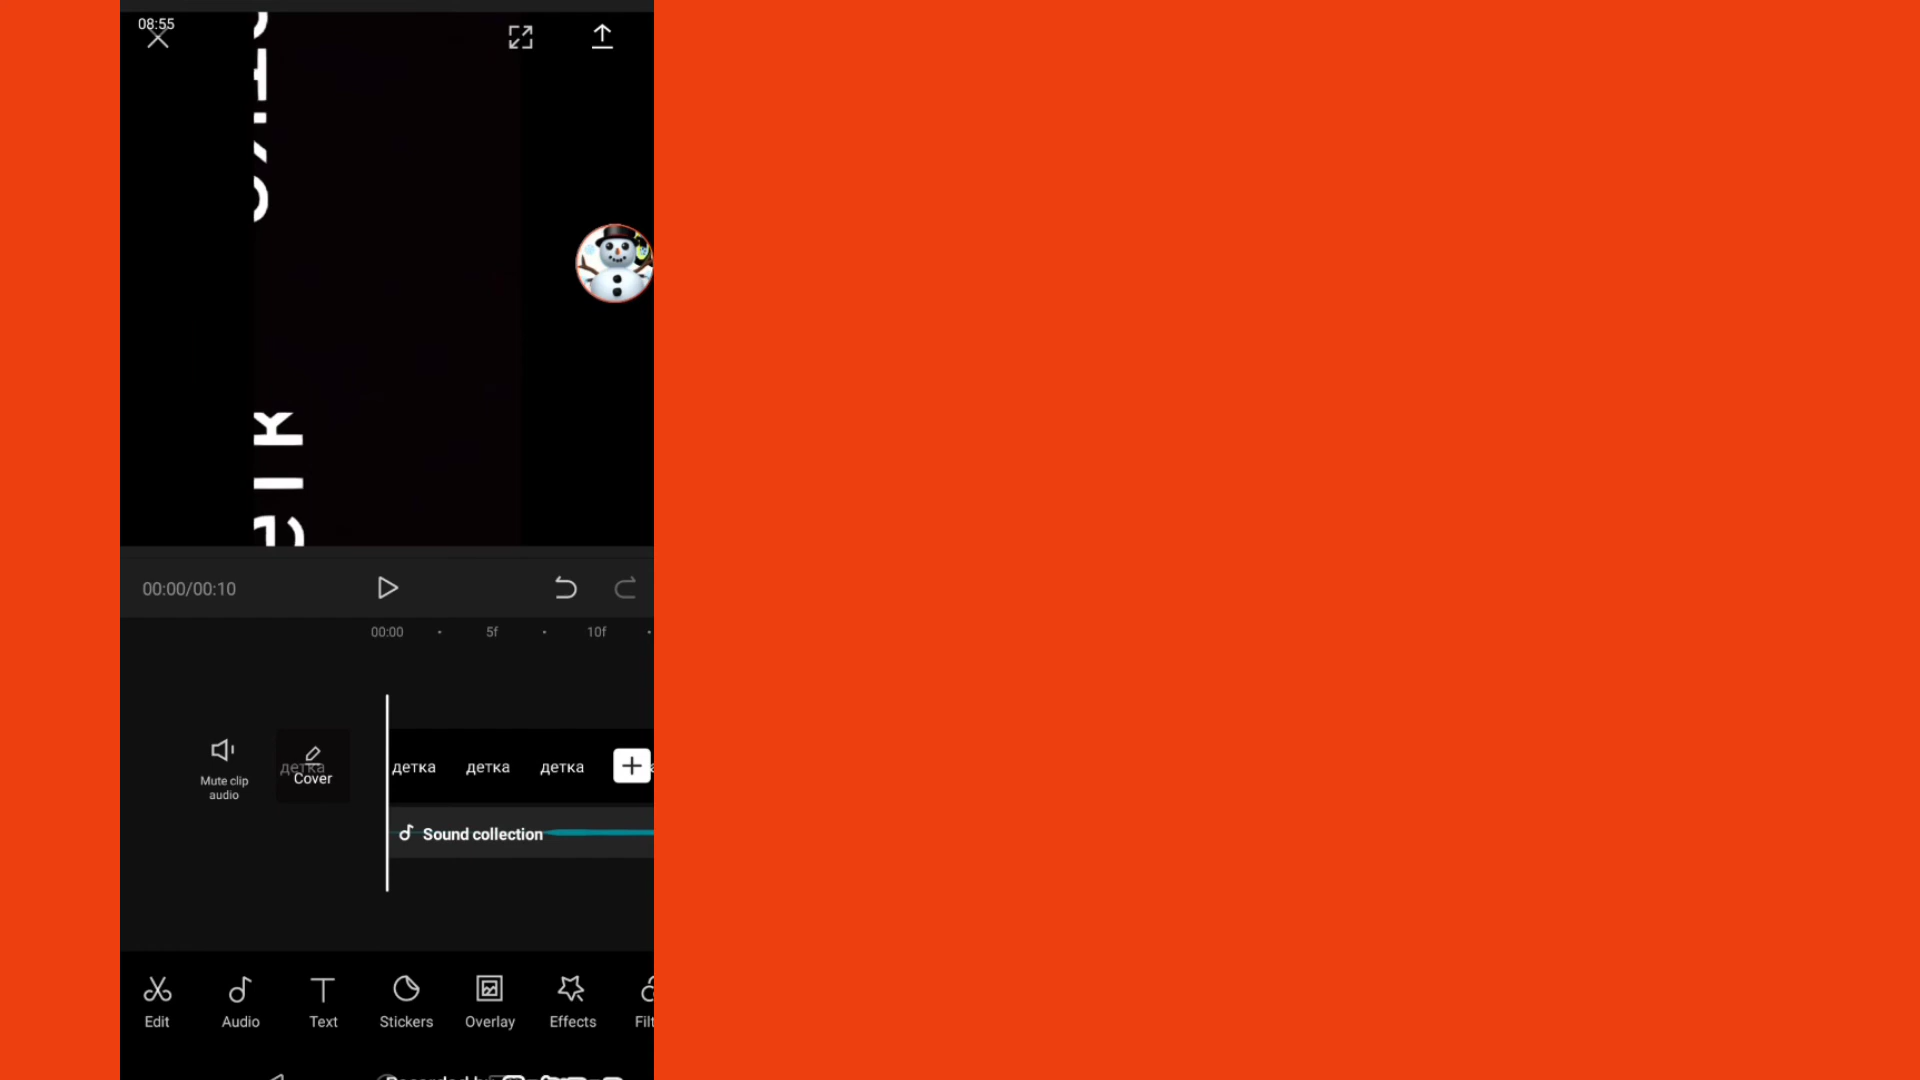 08:55
00:00/00:10
00:00 5f 10f
детка детка детка детка
Cover
Mute clip
audio
Sound collection
Edit Audio Text Stickers Overlay Effects